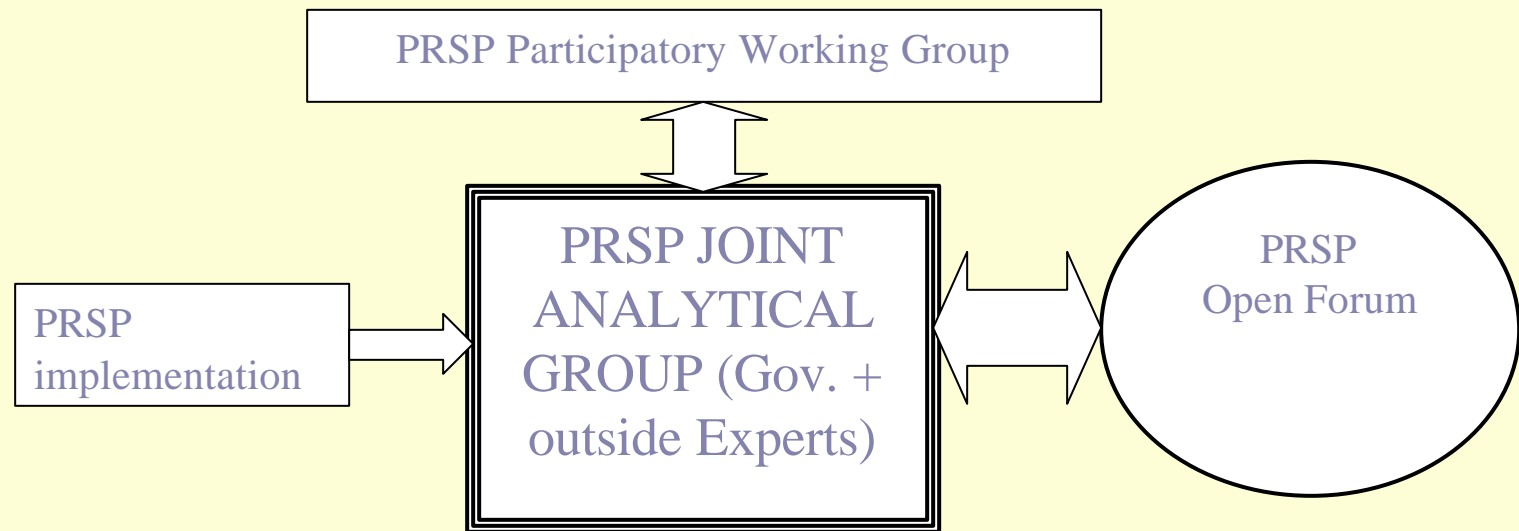 PRSP Participatory Working Group
PRSP JOINT
ANALYTICAL
GROUP (Gov. +
outside Experts)
PRSP
implementation
PRSP
Open Forum